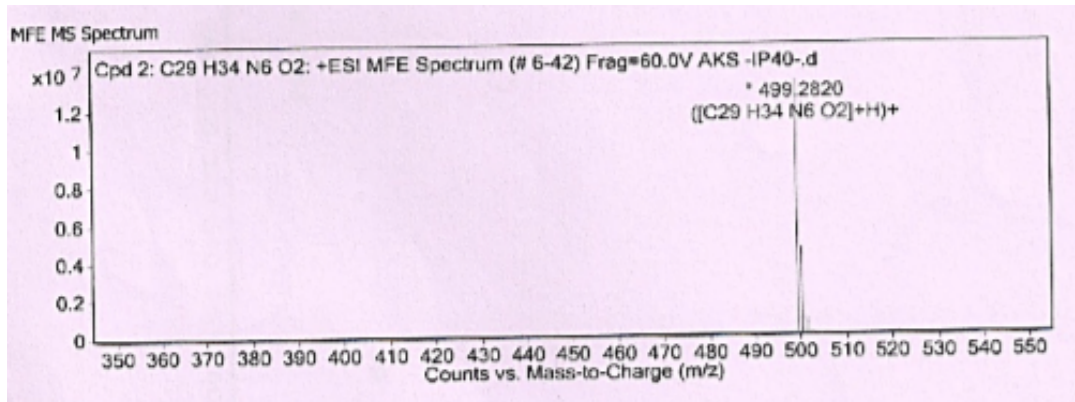 MFE MS Spectrum
x10 7
Cpd 2: C29 H34 N6 O2: +ESI MFE Spectrum (# 6-42) Frag=60.0V AKS -IP40-.d
* 499.2820
([C29 H34 N6 O2]+H)+
1.2
1
0.8
0.6
0.4
0.2
0
350 360 370 380 390 400 410 420 430 440 450 460 470 480 490 500 510 520 530 540 550
Counts vs. Mass-to-Charge (m/z)